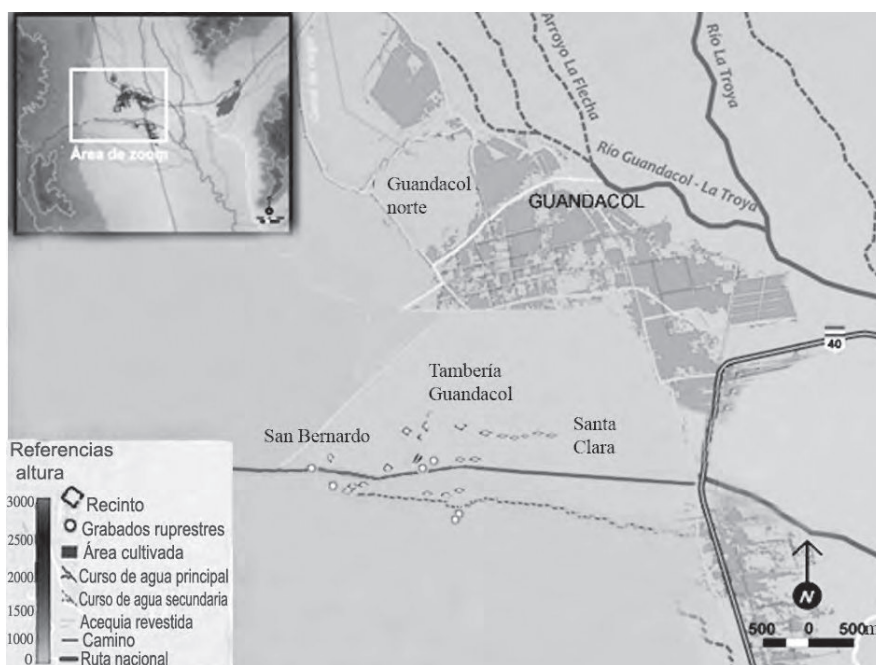 Área de zoom
Arroyo La Flecha
Río La Troya
Río Guandacol - La Troya
Guandacol
norte
GUANDACOL
40
Tambería
Guandacol
San Bernardo
Santa
Clara
Referencias
altura
3000
2500
2000
1500
1000
0
Recinto
Grabados ruprestres
Área cultivada
Curso de agua principal
Curso de agua secundaria
Acequia revestida
Camino
Ruta nacional
N
500 0 500m